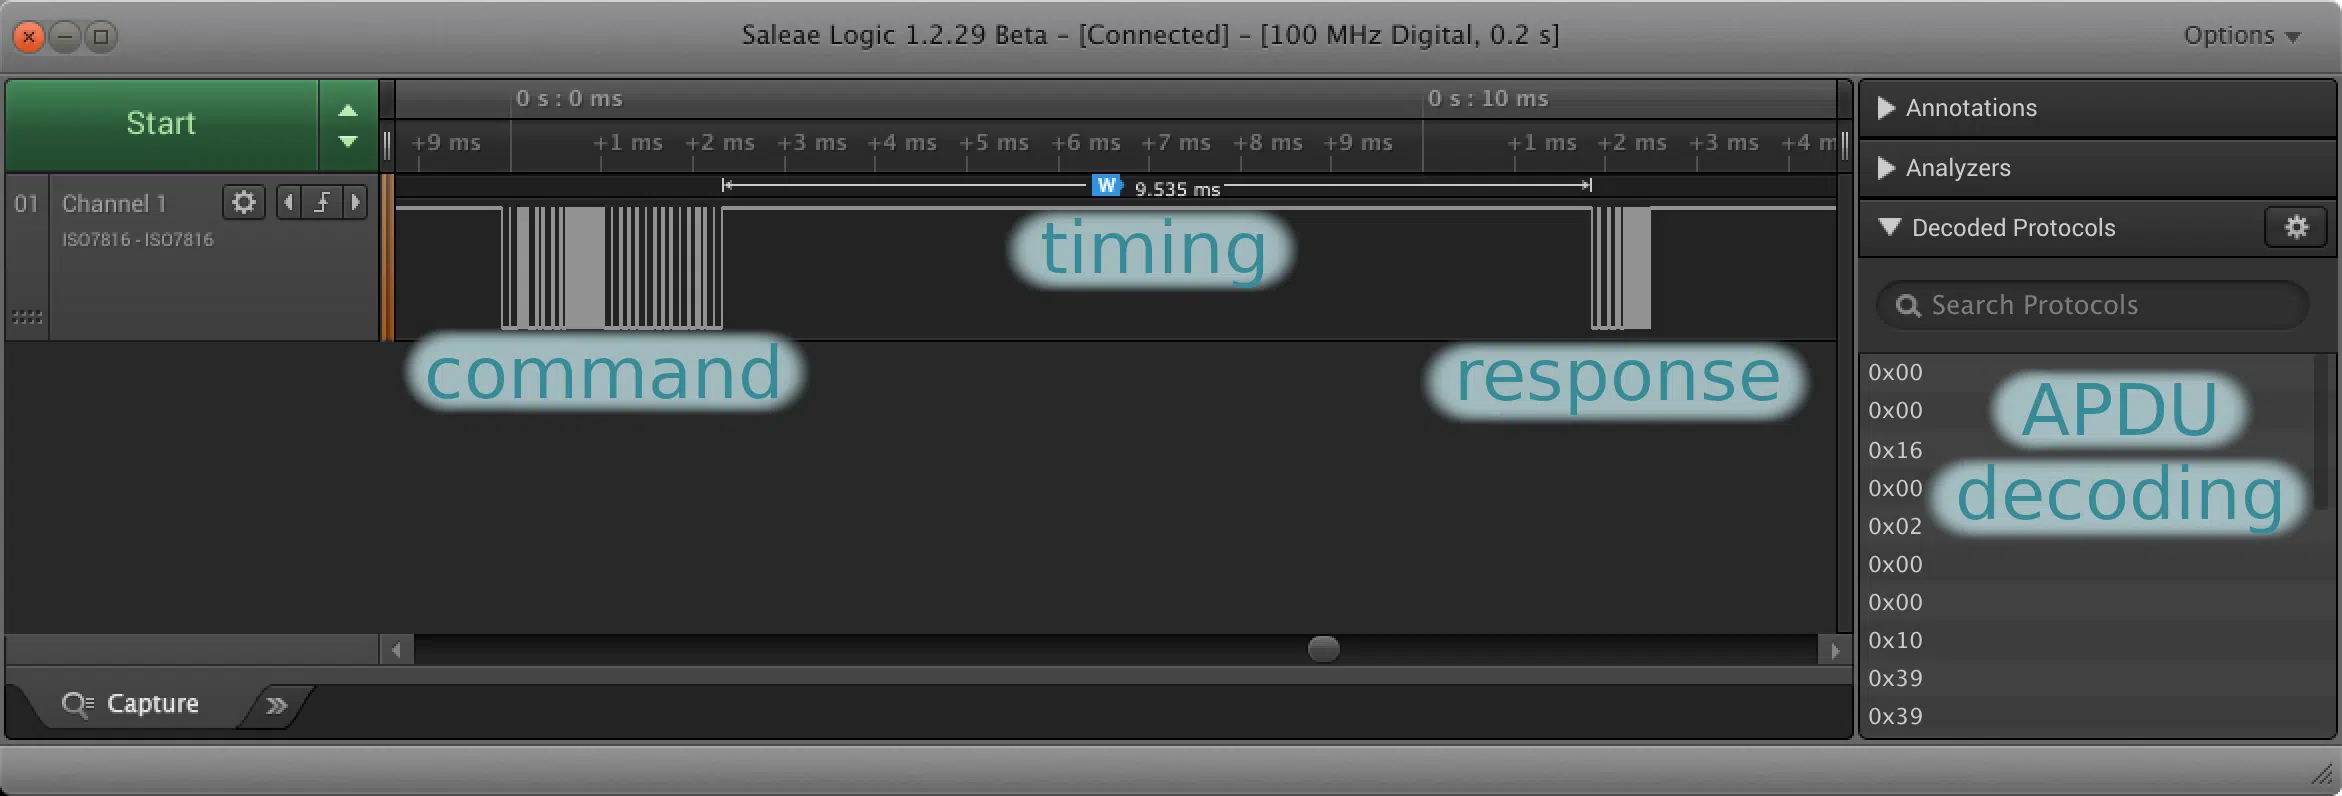 Saleae Logic 1.2.29 Beta - [Connected] - [100 MHz Digital, 0.2 s]
Options
Start
0 s : 0 ms
0 s : 10 ms
+9 ms +1 ms +2 ms +3 ms +4 ms +5 ms +6 ms +7 ms +8 ms +9 ms +1 ms +2 ms +3 ms +4 m
01 Channel 1
ISO7816 - ISO7816
W 9.535 ms
timing
command
response
Capture
Annotations
Analyzers
Decoded Protocols
Search Protocols
0x00
0x00
0x16
0x00
0x02
0x00
0x00
0x10
0x39
0x39
APDU
decoding